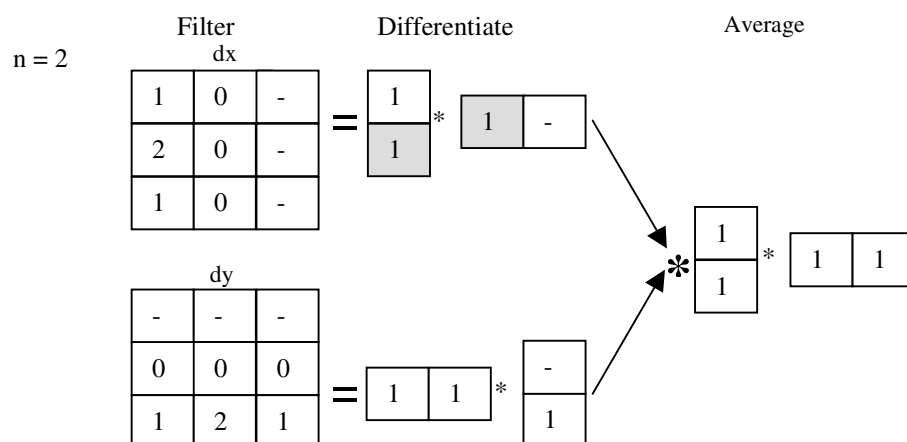 Filter Differentiate Average
dx
n = 2
1 0 - = 1 * 1 -
2 0 - 1
1 0 -
* 1 * 1 1
1
dy
- - -
0 0 0 = 1 1 * -
1 2 1 1